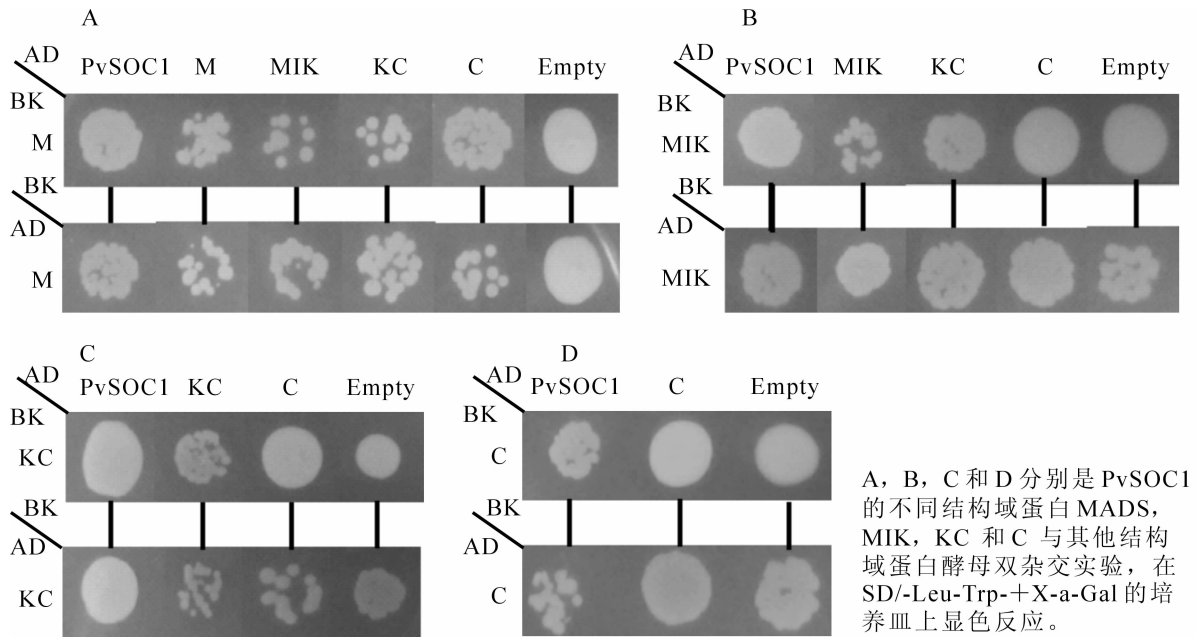 A
AD
PvSOC1 M MIK KC C Empty
BK
M
BK
AD
M
B
AD
PvSOC1 MIK KC C Empty
BK
MIK
BK
AD
MIK
C
AD
PvSOC1 KC C Empty
BK
KC
BK
AD
KC
D
AD
PvSOC1 C Empty
BK
C
BK
AD
C
A，B，C 和 D 分别是 PvSOC1
的不同结构域蛋白 MADS，
MIK，KC 和 C 与其他结构
域蛋白酵母双杂交实验，在
SD/-Leu-Trp-＋X-a-Gal 的培
养皿上显色反应。